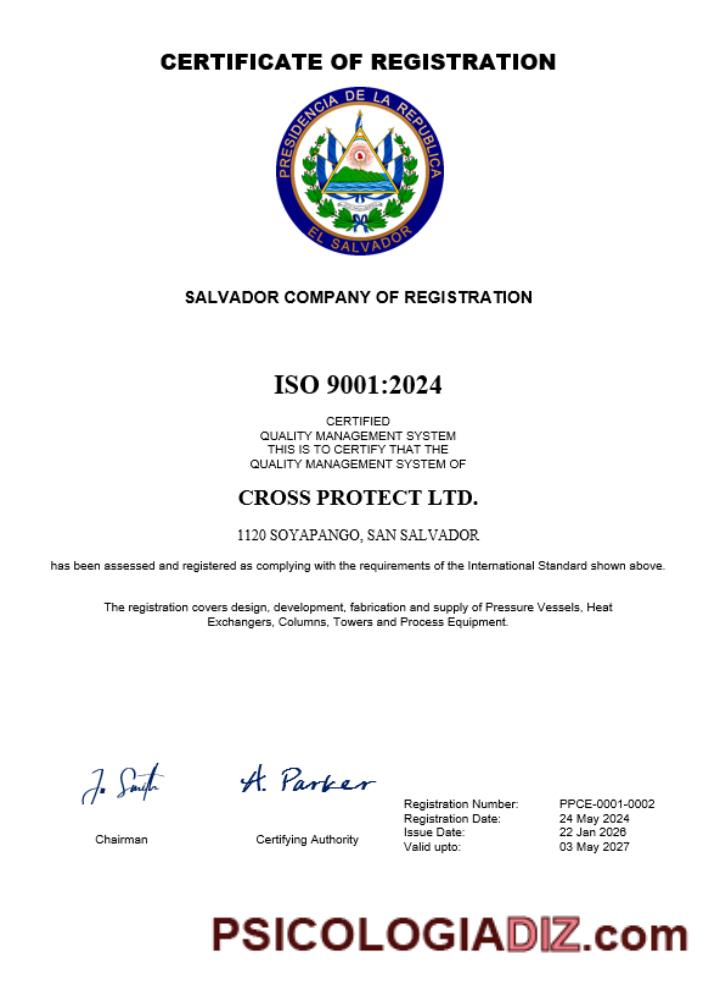 CERTIFICATE OF REGISTRATION
PRESIDENCIA DE LA REPUBLICA
EL SALVADOR
SALVADOR COMPANY OF REGISTRATION
ISO 9001:2024
CERTIFIED
QUALITY MANAGEMENT SYSTEM
THIS IS TO CERTIFY THAT THE
QUALITY MANAGEMENT SYSTEM OF
CROSS PROTECT LTD.
1120 SOYAPANGO, SAN SALVADOR
has been assessed and registered as complying with the requirements of the International Standard shown above.
The registration covers design, development, fabrication and supply of Pressure Vessels, Heat
Exchangers, Columns, Towers and Process Equipment.
Jo Smith
A. Parker
Chairman
Certifying Authority
Registration Number: PPCE-0001-0002
Registration Date: 24 May 2024
Issue Date: 22 Jan 2026
Valid upto: 03 May 2027
PSICOLOGIADIZ.com